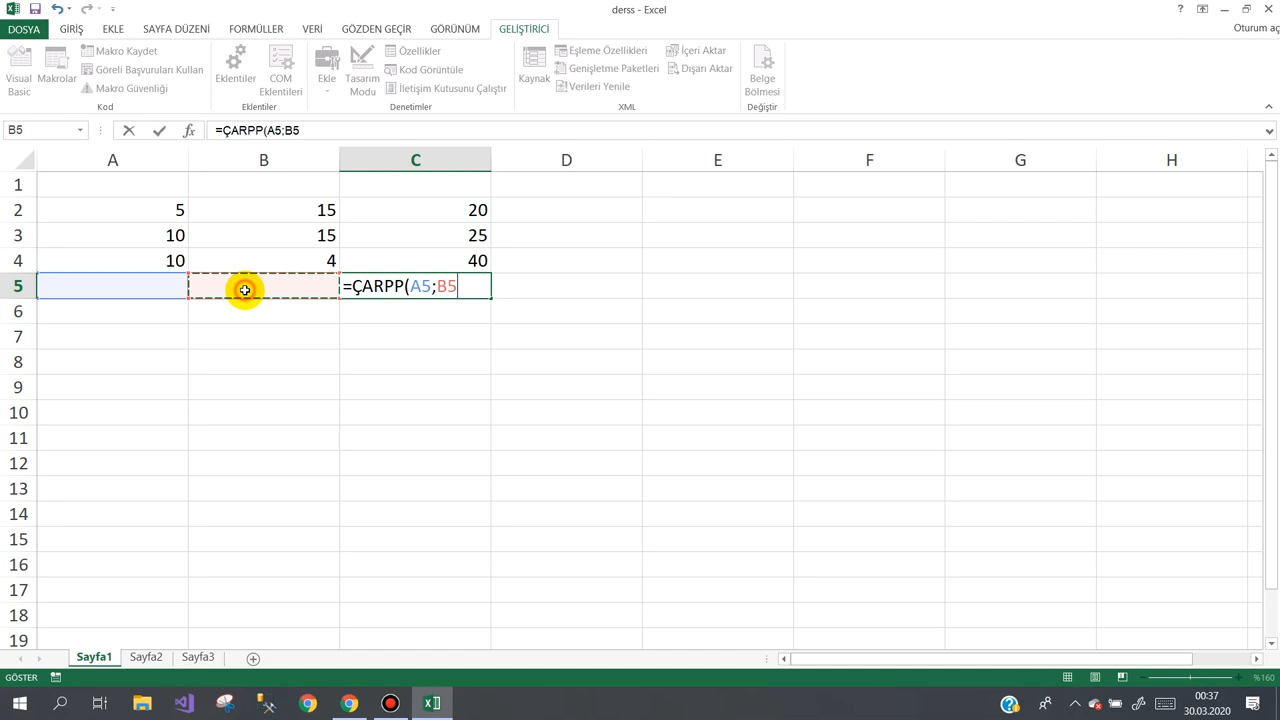 derss - Excel
DOSYA GİRİŞ EKLE SAYFA DÜZENİ FORMÜLLER VERİ GÖZDEN GEÇİR GÖRÜNÜM GELİŞTİRİCİ Oturum aç
Visual Basic
Makrolar
Makro Kaydet
Göreli Başvuruları Kullan
Makro Güvenliği
Kod
Eklentiler
COM Eklentileri
Eklentiler
Ekle
Tasarım Modu
Özellikler
Kod Görüntüle
İletişim Kutusunu Çalıştır
Denetimler
Kaynak
Eşleme Özellikleri
Genişletme Paketleri
Verileri Yenile
İçeri Aktar
Dışarı Aktar
XML
Belge Bölmesi
Değiştir
B5 fx =ÇARPP(A5;B5
A B C D E F G H
1
2 5 15 20
3 10 15 25
4 10 4 40
5 =ÇARPP(A5;B5
6
7
8
9
10
11
12
13
14
15
16
17
18
19
Sayfa1 Sayfa2 Sayfa3
GÖSTER %160
00:37
30.03.2020